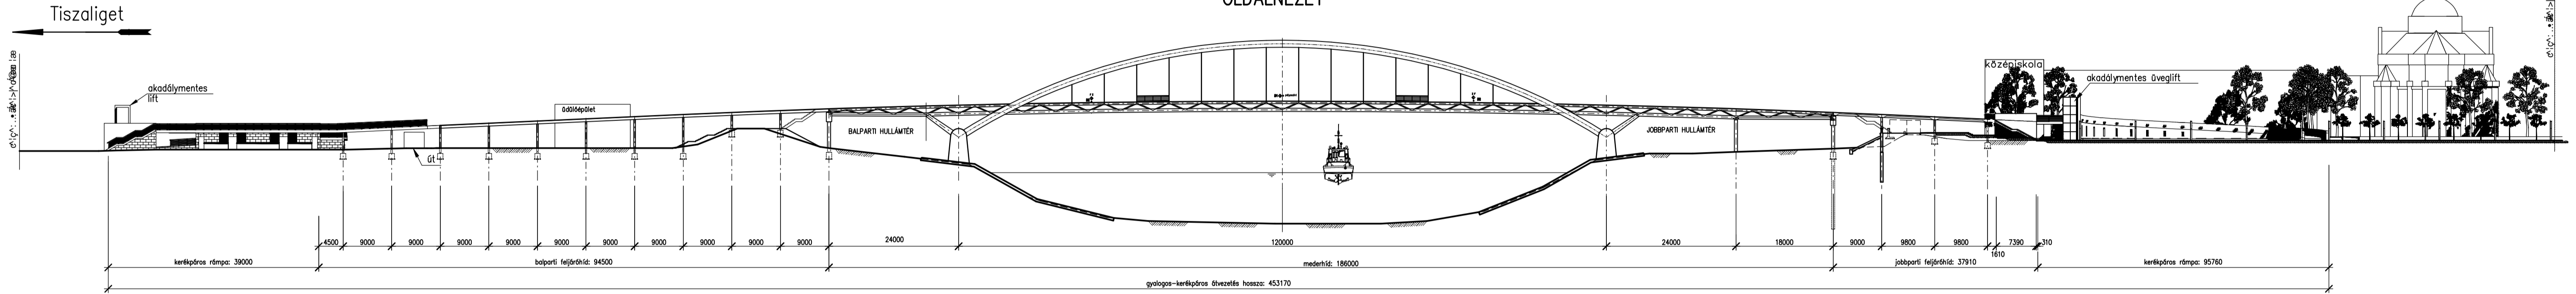 OLDALNÉZET
Tiszaliget
akadálymentes
lift
üdülőépület
középiskola
akadálymentes üveglift
BALPARTI HULLÁMTÉR
JOBBPARTI HULLÁMTÉR
út
4500 9000 9000 9000 9000 9000 9000 9000 9000 9000 9000 24000 120000 24000 18000 9000 9800 9800 7390 310
1610
kerékpáros rámpa: 39000 balparti feljáróhíd: 94500 mederhíd: 186000 jobbparti feljáróhíd: 37910 kerékpáros rámpa: 95760
gyalogos-kerékpáros átvezetés hossza: 453170